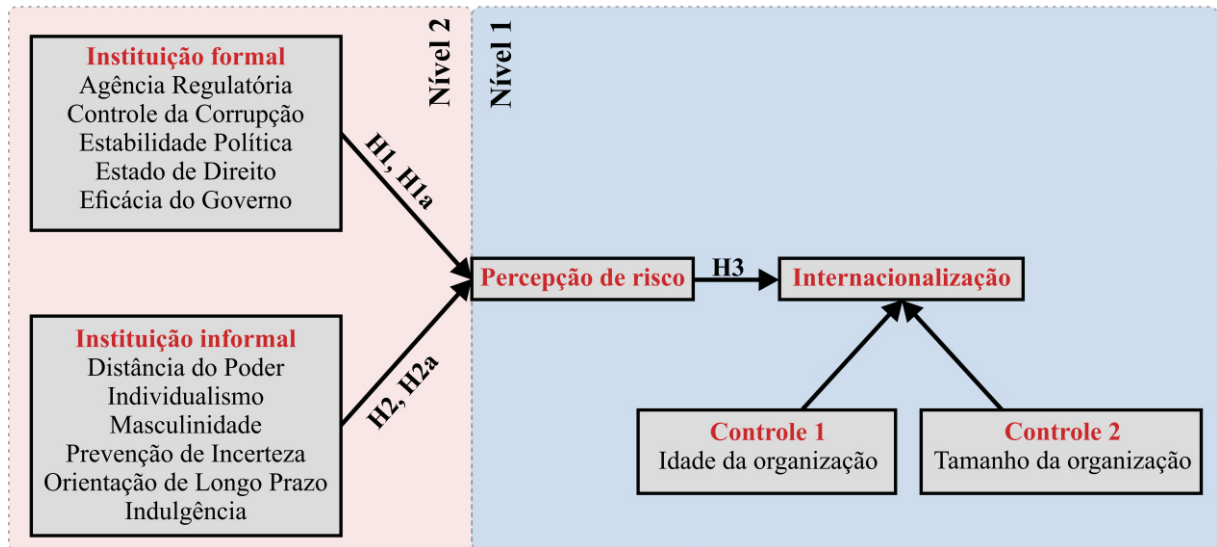 Instituição formal
Agência Regulatória
Controle da Corrupção
Estabilidade Política
Estado de Direito
Eficácia do Governo
Nível 2
Nível 1
H1, H1a
Percepção de risco
H3
Internacionalização
Instituição informal
Distância do Poder
Individualismo
Masculinidade
Prevenção de Incerteza
Orientação de Longo Prazo
Indulgência
H2, H2a
Controle 1
Idade da organização
Controle 2
Tamanho da organização